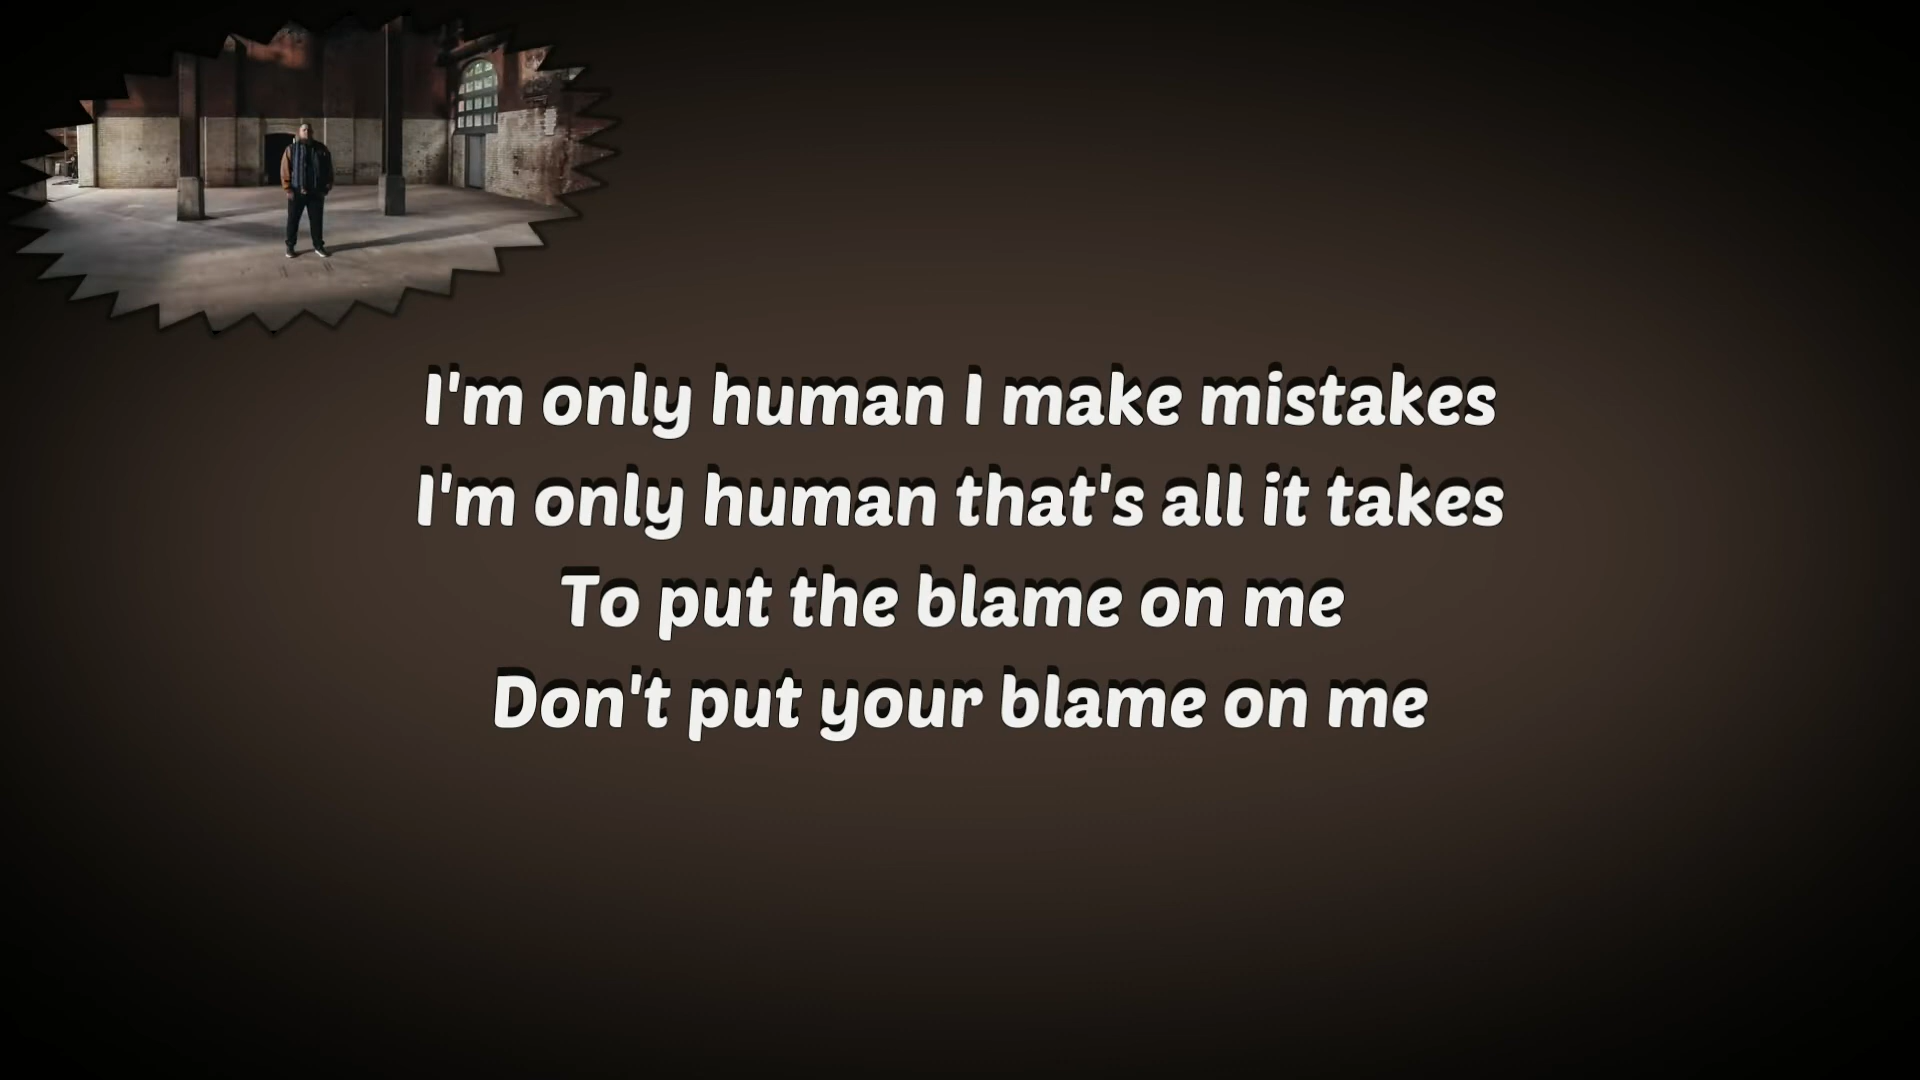 I'm only human I make mistakes
I'm only human that's all it takes
To put the blame on me
Don't put your blame on me